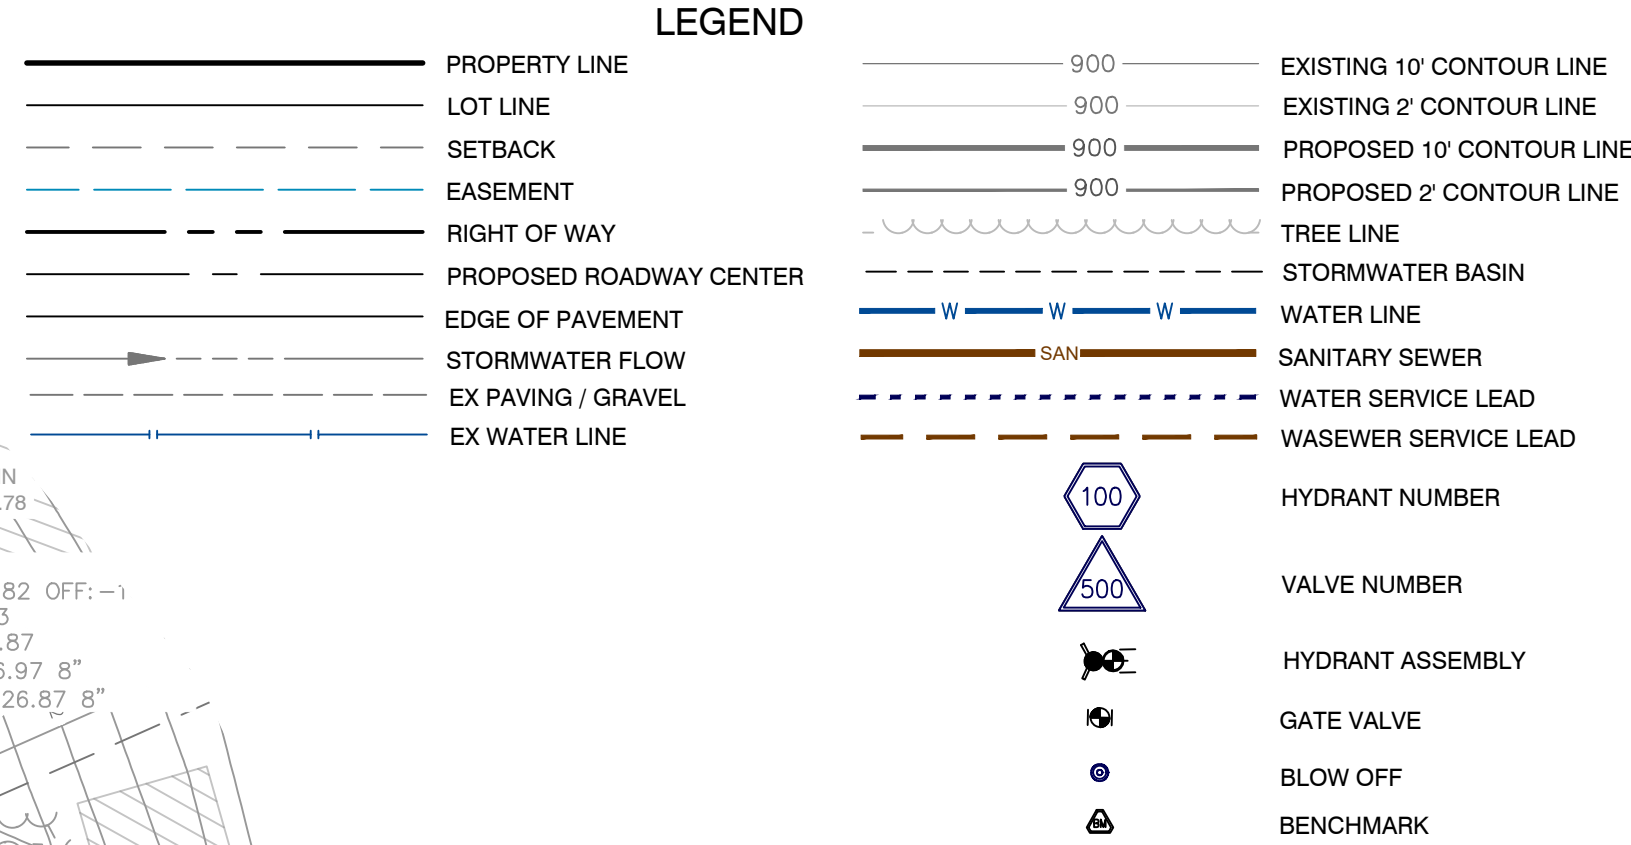 LEGEND
PROPERTY LINE
LOT LINE
SETBACK
EASEMENT
RIGHT OF WAY
PROPOSED ROADWAY CENTER
EDGE OF PAVEMENT
STORMWATER FLOW
EX PAVING / GRAVEL
EX WATER LINE
900 EXISTING 10' CONTOUR LINE
900 EXISTING 2' CONTOUR LINE
900 PROPOSED 10' CONTOUR LINE
900 PROPOSED 2' CONTOUR LINE
TREE LINE
STORMWATER BASIN
W W W WATER LINE
SAN SANITARY SEWER
WATER SERVICE LEAD
WASEWER SERVICE LEAD
100 HYDRANT NUMBER
500 VALVE NUMBER
HYDRANT ASSEMBLY
GATE VALVE
BLOW OFF
BM BENCHMARK
.78
82 OFF:-1
3
.87
6.97 8"
26.87 8"